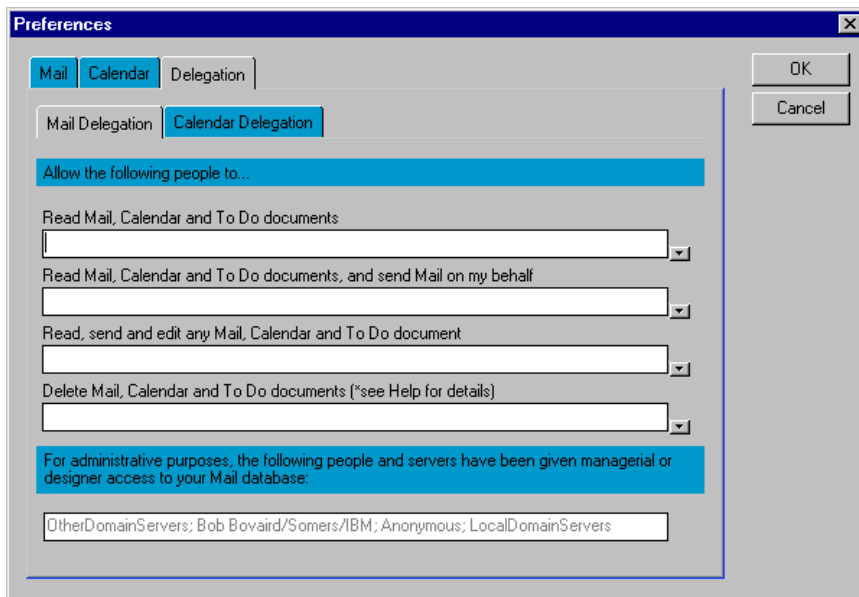 Preferences
Mail Calendar Delegation
OK
Cancel
Mail Delegation Calendar Delegation
Allow the following people to...
Read Mail, Calendar and To Do documents
Read Mail, Calendar and To Do documents, and send Mail on my behalf
Read, send and edit any Mail, Calendar and To Do document
Delete Mail, Calendar and To Do documents (*see Help for details)
For administrative purposes, the following people and servers have been given managerial or
designer access to your Mail database:
OtherDomainServers; Bob Bovaird/Somers/IBM; Anonymous; LocalDomainServers